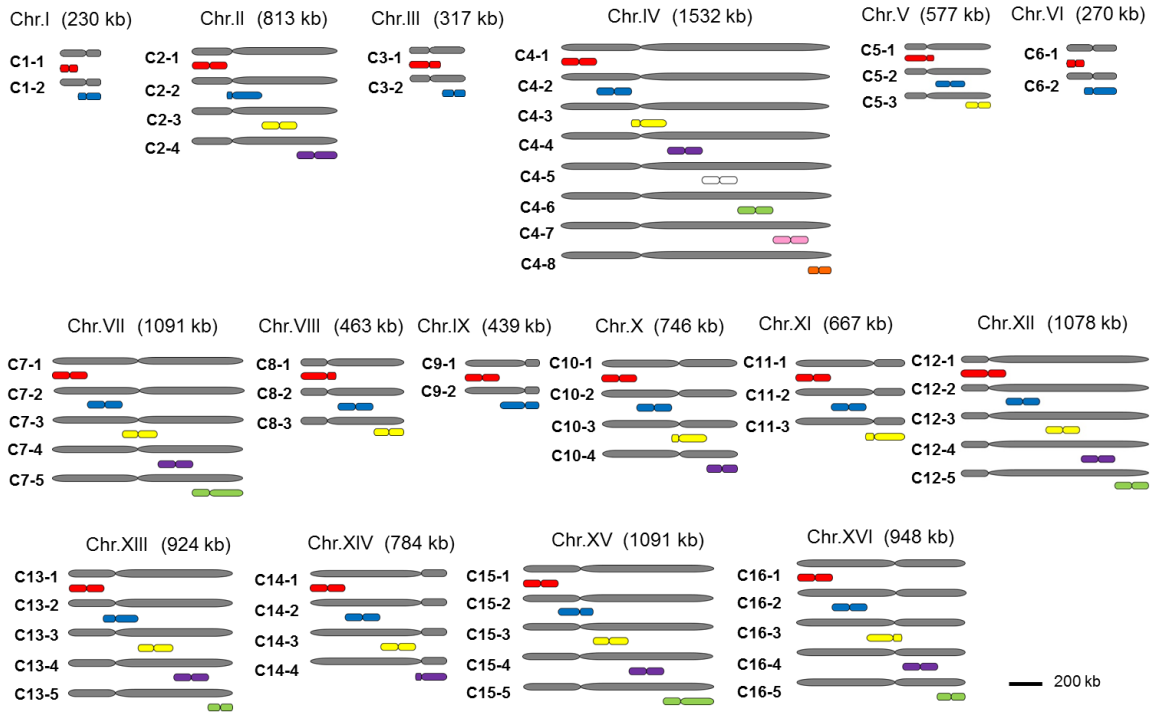 Chr.I (230 kb)
C1-1
C1-2
Chr.II (813 kb)
C2-1
C2-2
C2-3
C2-4
Chr.III (317 kb)
C3-1
C3-2
Chr.IV (1532 kb)
C4-1
C4-2
C4-3
C4-4
C4-5
C4-6
C4-7
C4-8
Chr.V (577 kb)
C5-1
C5-2
C5-3
Chr.VI (270 kb)
C6-1
C6-2
Chr.VII (1091 kb)
C7-1
C7-2
C7-3
C7-4
C7-5
Chr.VIII (463 kb)
C8-1
C8-2
C8-3
Chr.IX (439 kb)
C9-1
C9-2
Chr.X (746 kb)
C10-1
C10-2
C10-3
C10-4
Chr.XI (667 kb)
C11-1
C11-2
C11-3
Chr.XII (1078 kb)
C12-1
C12-2
C12-3
C12-4
C12-5
Chr.XIII (924 kb)
C13-1
C13-2
C13-3
C13-4
C13-5
Chr.XIV (784 kb)
C14-1
C14-2
C14-3
C14-4
Chr.XV (1091 kb)
C15-1
C15-2
C15-3
C15-4
C15-5
Chr.XVI (948 kb)
C16-1
C16-2
C16-3
C16-4
C16-5
200 kb